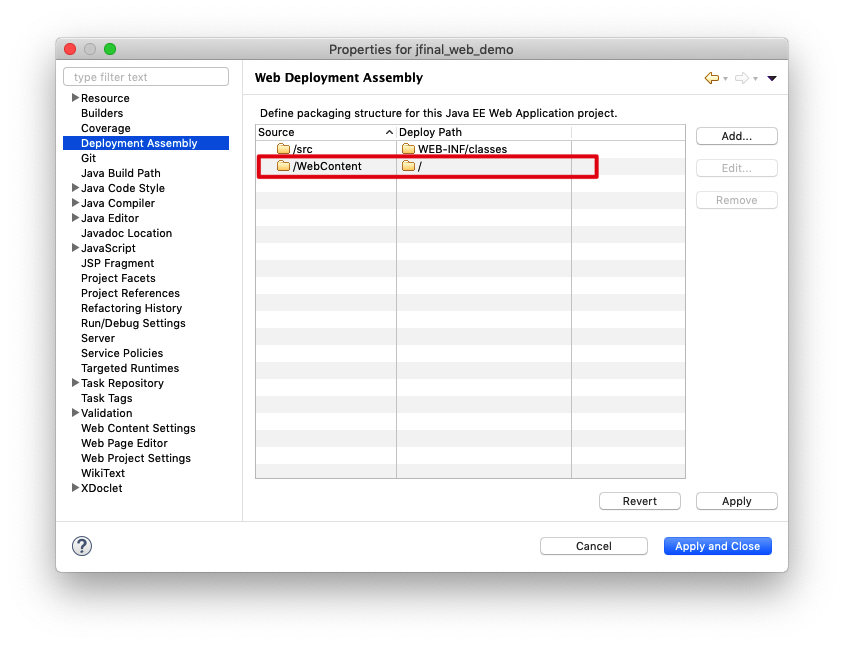 Properties for jfinal_web_demo
type filter text
Resource
Builders
Coverage
Deployment Assembly
Git
Java Build Path
Java Code Style
Java Compiler
Java Editor
Javadoc Location
JavaScript
JSP Fragment
Project Facets
Project References
Refactoring History
Run/Debug Settings
Server
Service Policies
Targeted Runtimes
Task Repository
Task Tags
Validation
Web Content Settings
Web Page Editor
Web Project Settings
WikiText
XDoclet
Web Deployment Assembly
Define packaging structure for this Java EE Web Application project.
Source Deploy Path
/src WEB-INF/classes
/WebContent /
Add...
Edit...
Remove
Revert Apply
? Cancel Apply and Close